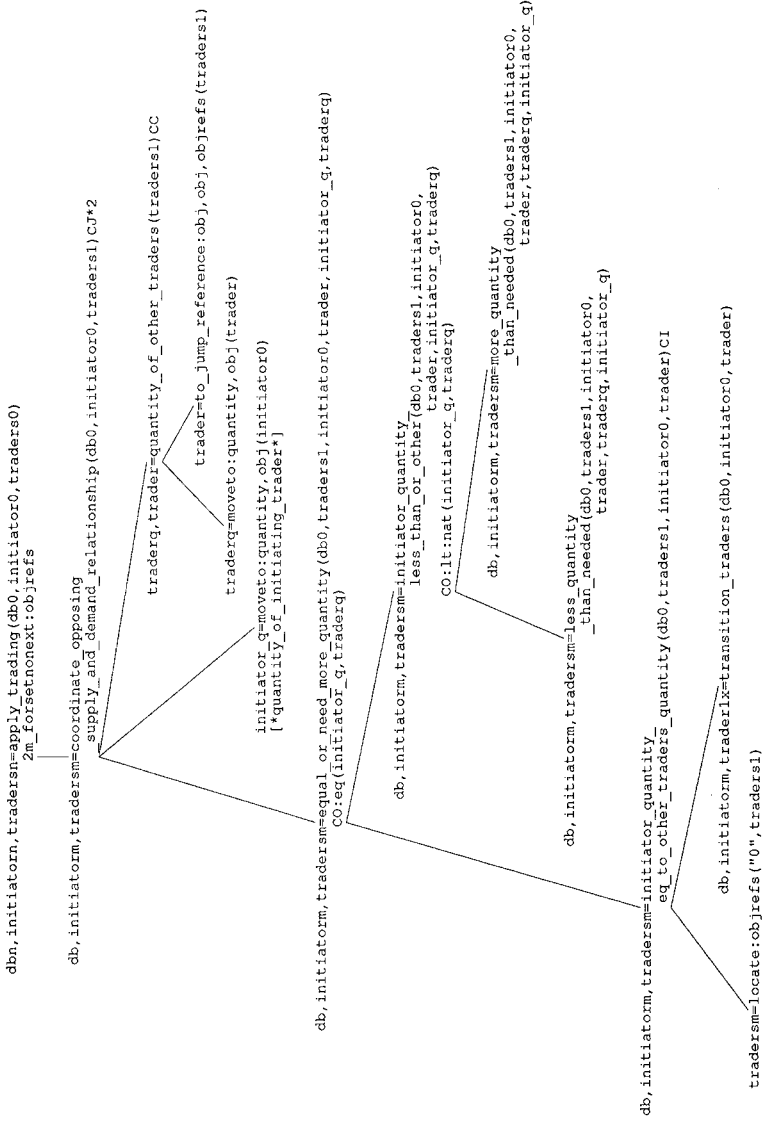 dbn,initiatorn,tradersn=apply_trading(db0,initiator0,traders0)
2m_forsetnonext:objrefs
db,initiatorm,tradersm=coordinate_opposing
supply_and_demand_relationship(db0,initiator0,traders1)CJ*2
traderq,trader=quantity_of_other_traders(traders1)CC
trader=to_jump_reference:obj,obj,objrefs(traders1)
traderq=moveto:quantity,obj(trader)
initiator_q=moveto:quantity,obj(initiator0)
[*quantity_of_initiating_trader*]
db,initiatorm,tradersm=equal_or_need_more_quantity(db0,traders1,initiator0,trader,initiator_q,traderq)
CO:eq(initiator_q,traderq)
db,initiatorm,tradersm=initiator_quantity_
less_than_or_other(db0,traders1,initiator0,
trader,initiator_q,traderq)
CO:lt:nat(initiator_q,traderq)
db,initiatorm,tradersm=more_quantity
_than_needed(db0,traders1,initiator0,
trader,traderq,initiator_q)
db,initiatorm,tradersm=less_quantity
_than_needed(db0,traders1,initiator0,
trader,traderq,initiator_q)
db,initiatorm,tradersm=initiator_quantity_
eq_to_other_traders_quantity(db0,traders1,initiator0,trader)CI
db,initiatorm,trader1x=transition_traders(db0,initiator0,trader)
tradersm=locate:objrefs("0",traders1)